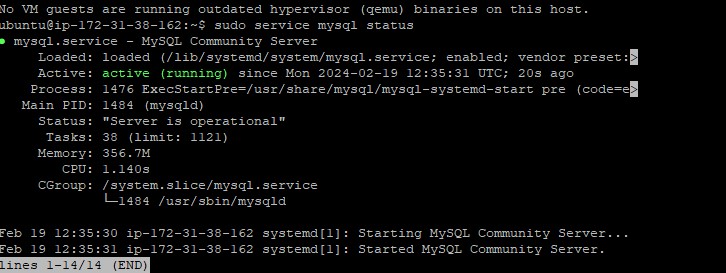 No VM guests are running outdated hypervisor (qemu) binaries on this host.
ubuntu@ip-172-31-38-162:~$ sudo service mysql status
● mysql.service - MySQL Community Server
     Loaded: loaded (/lib/systemd/system/mysql.service; enabled; vendor preset:>
     Active: active (running) since Mon 2024-02-19 12:35:31 UTC; 20s ago
    Process: 1476 ExecStartPre=/usr/share/mysql/mysql-systemd-start pre (code=e>
   Main PID: 1484 (mysqld)
     Status: "Server is operational"
      Tasks: 38 (limit: 1121)
     Memory: 356.7M
        CPU: 1.140s
     CGroup: /system.slice/mysql.service
             └─1484 /usr/sbin/mysqld

Feb 19 12:35:30 ip-172-31-38-162 systemd[1]: Starting MySQL Community Server...
Feb 19 12:35:31 ip-172-31-38-162 systemd[1]: Started MySQL Community Server.
lines 1-14/14 (END)